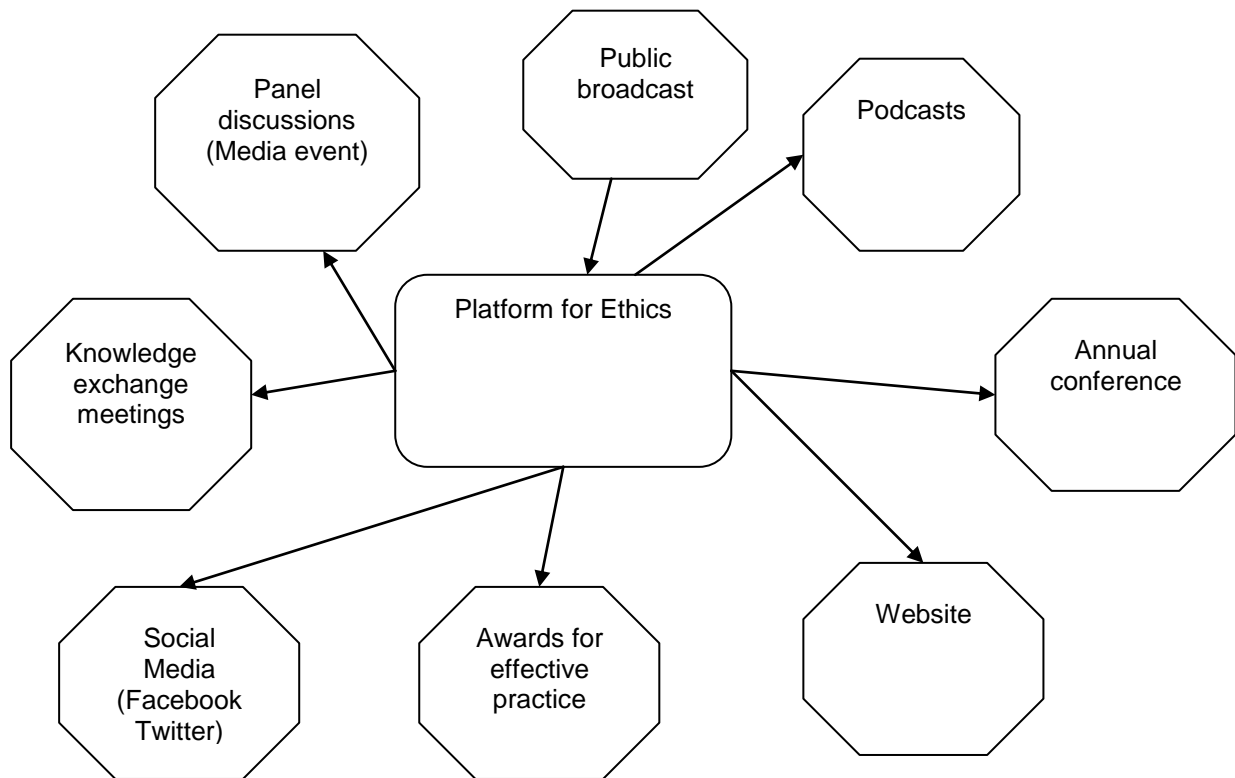 Panel
discussions
(Media event)
Public
broadcast
Podcasts
Platform for Ethics
Knowledge
exchange
meetings
Annual
conference
Social
Media
(Facebook
Twitter)
Awards for
effective
practice
Website